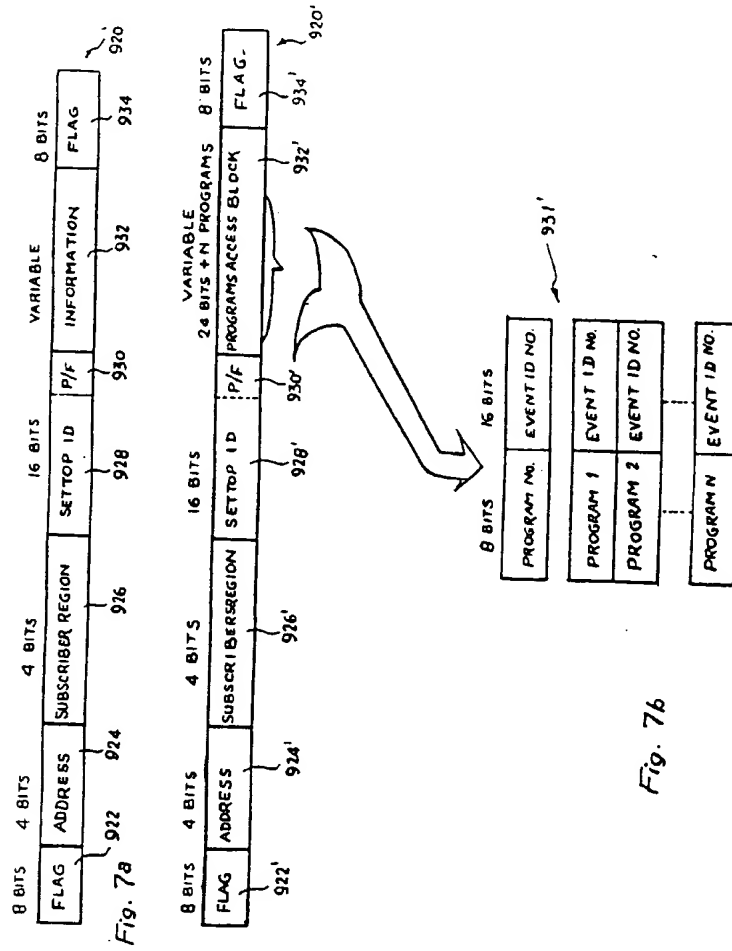 8 BITS 4 BITS 4 BITS 16 BITS VARIABLE 8 BITS
FLAG ADDRESS SUBSCRIBER REGION SETTOP ID P/F INFORMATION FLAG
922 924 926 928 930 932 934 920
Fig. 7a
8 BITS 4 BITS 4 BITS 16 BITS VARIABLE 8 BITS
24 BITS + N PROGRAMS
FLAG ADDRESS SUBSCRIBERSREGION SETTOP ID P/F PROGRAMS ACCESS BLOCK FLAG
922' 924' 926' 928' 930' 932' 934' 920'
8 BITS 16 BITS
PROGRAM No. EVENT ID NO.
931'
PROGRAM 1 EVENT ID NO.
PROGRAM 2 EVENT ID NO.
PROGRAM N EVENT ID NO.
Fig. 7b